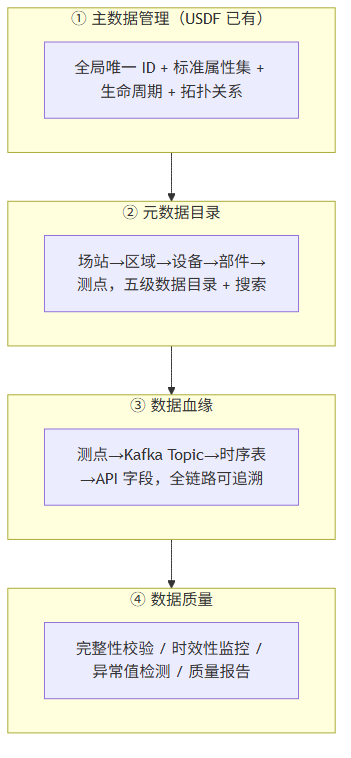 ① 主数据管理（USDF 已有）
全局唯一 ID + 标准属性集 +
生命周期 + 拓扑关系
② 元数据目录
场站→区域→设备→部件→
测点，五级数据目录 + 搜索
③ 数据血缘
测点→Kafka Topic→时序表
→API 字段，全链路可追溯
④ 数据质量
完整性校验 / 时效性监控 /
异常值检测 / 质量报告